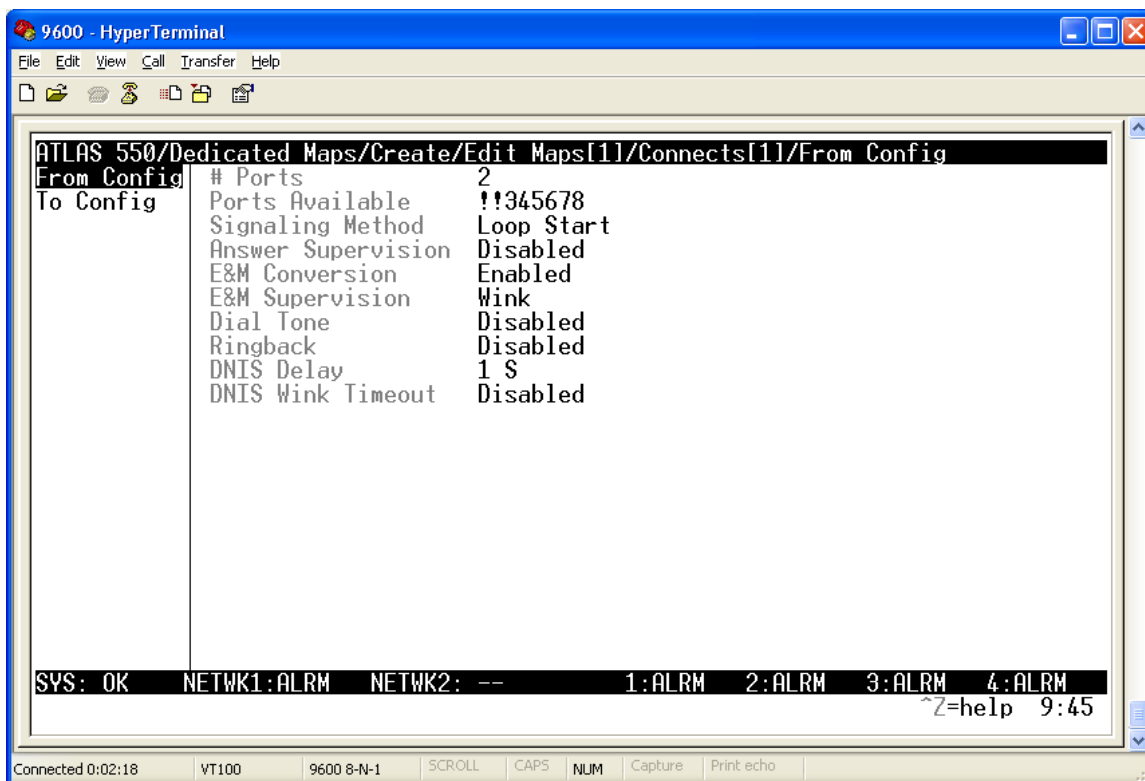 9600 - HyperTerminal
File Edit View Call Transfer Help
ATLAS 550/Dedicated Maps/Create/Edit Maps[1]/Connects[1]/From Config
From Config # Ports 2
To Config Ports Available !!345678
Signaling Method Loop Start
Answer Supervision Disabled
E&M Conversion Enabled
E&M Supervision Wink
Dial Tone Disabled
Ringback Disabled
DNIS Delay 1 S
DNIS Wink Timeout Disabled
SYS: OK NETWK1:ALRM NETWK2: -- 1:ALRM 2:ALRM 3:ALRM 4:ALRM
^Z=help 9:45
Connected 0:02:18 VT100 9600 8-N-1 SCROLL CAPS NUM Capture Print echo